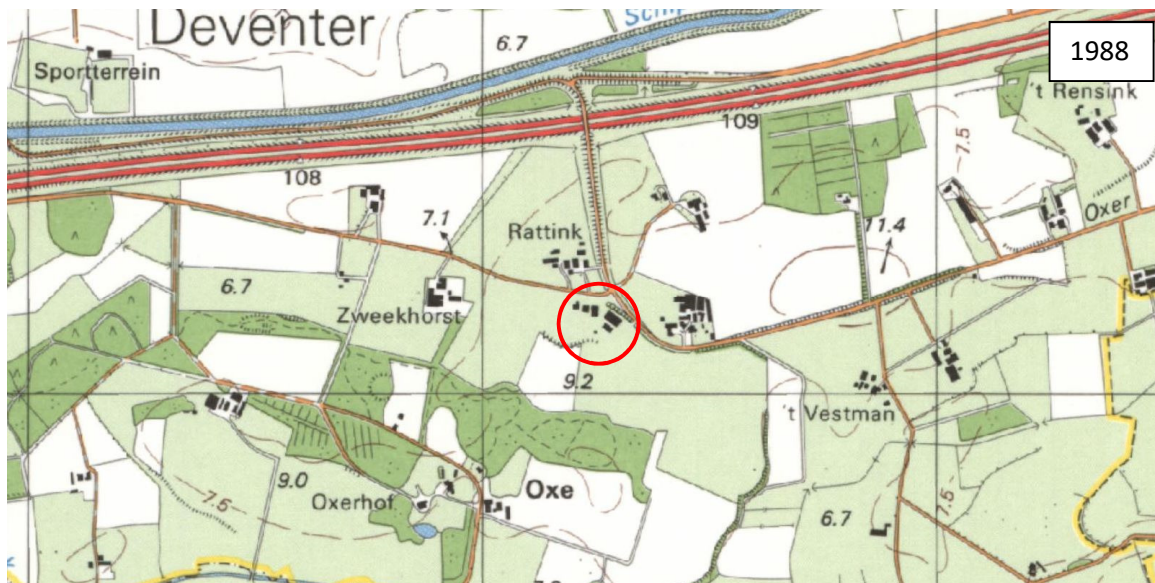 Deventer
Schip
6.7
1988
Sportterrein
't Rensink
109
7.5
108
7.1
Rattink
11.4
Oxer
6.7
Zweekhorst
9.2
't Vestman
9.0
7.5
Oxerhof
Oxe
6.7
7.5